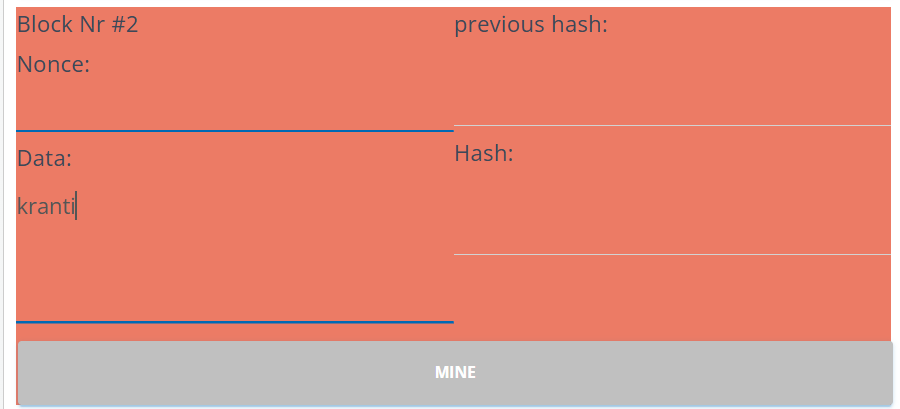 Block Nr #2
Nonce:
Data:
kranti
previous hash:
Hash:
MINE